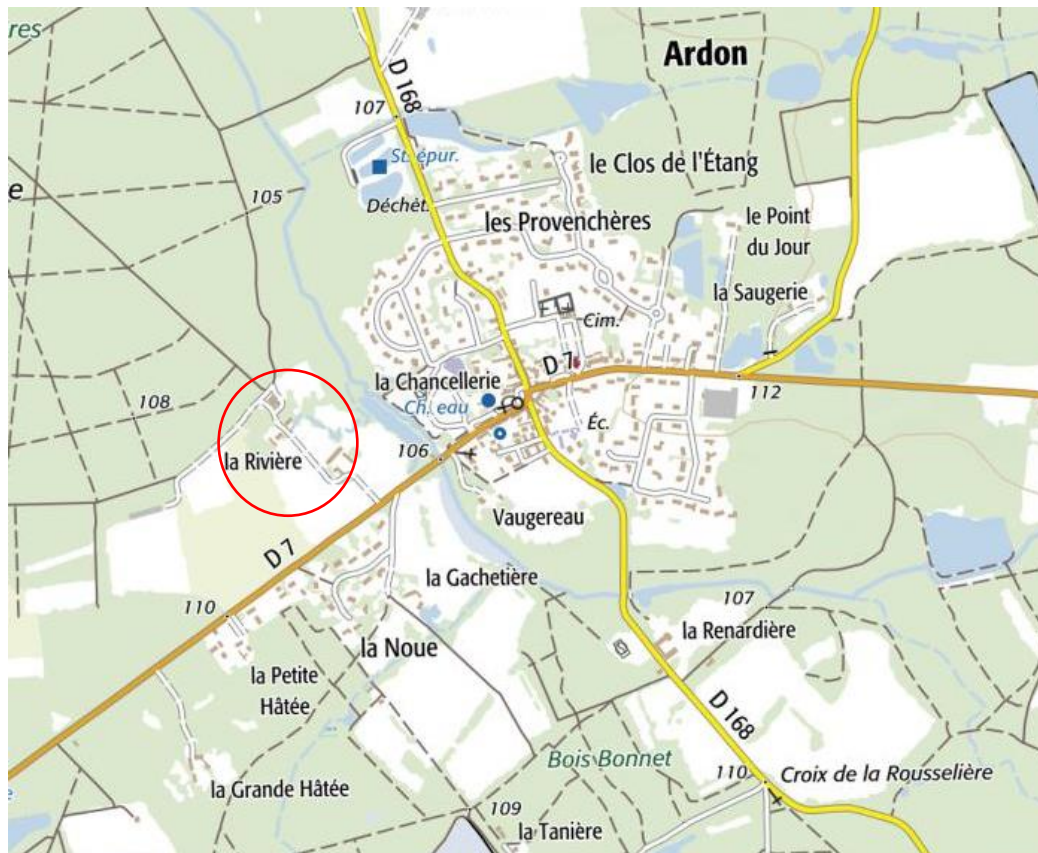 res
Ardon
D 168
107
St. épur.
le Clos de l'Étang
e
105
Déchèt.
les Provenchères
le Point
du Jour
la Saugerie
Cim.
D 7
la Chancellerie
Ch. eau
112
108
Éc.
la Rivière
106
Vaugereau
D 7
la Gachetière
107
110
la Renardière
la Noue
la Petite
Hâtée
D 168
Bois Bonnet
110
Croix de la Rousselière
la Grande Hâtée
109
la Tanière
e